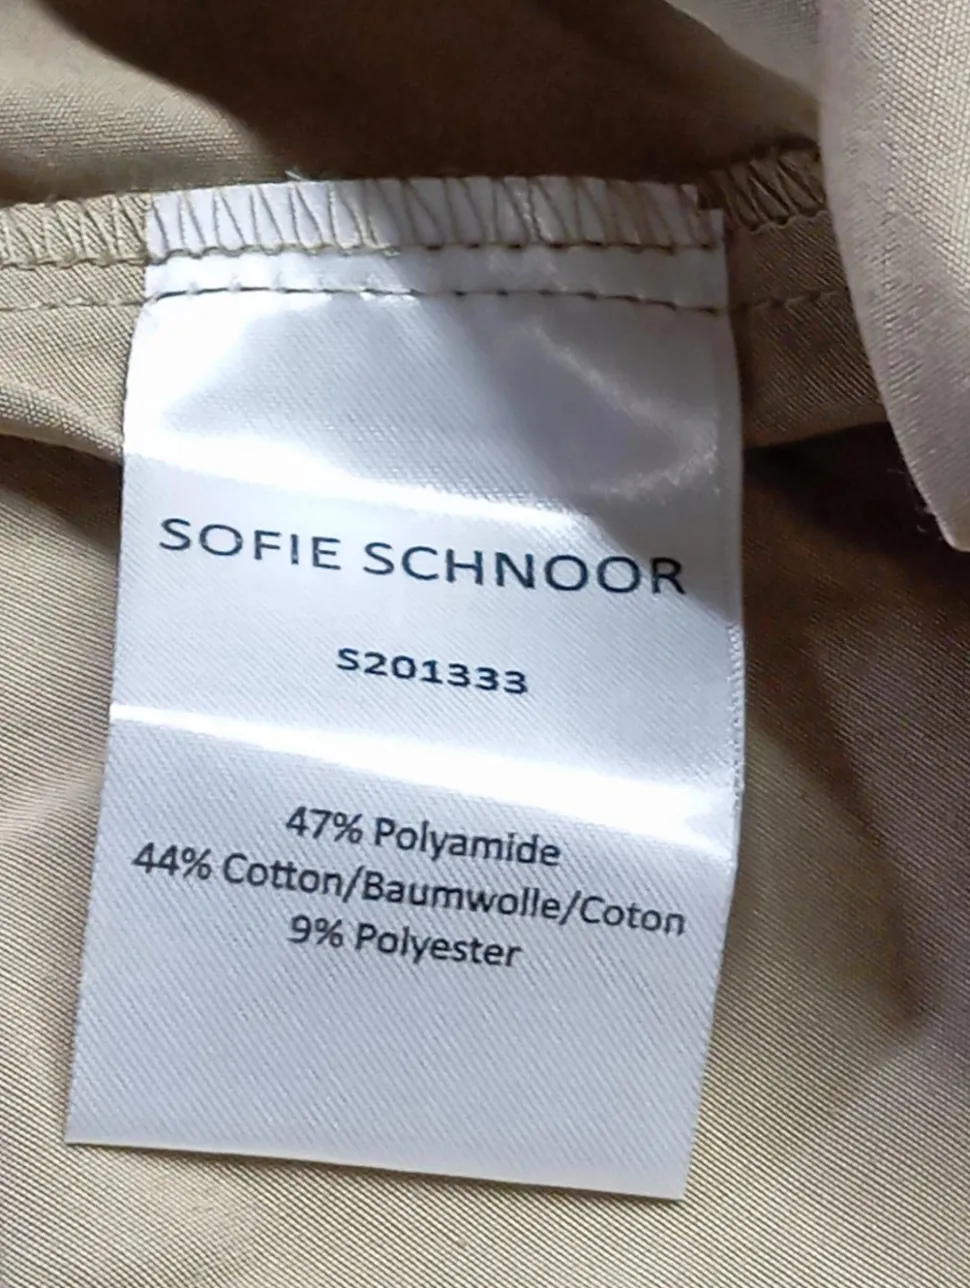 SOFIE SCHNOOR
S201333
47% Polyamide
44% Cotton/Baumwolle/Coton
9% Polyester